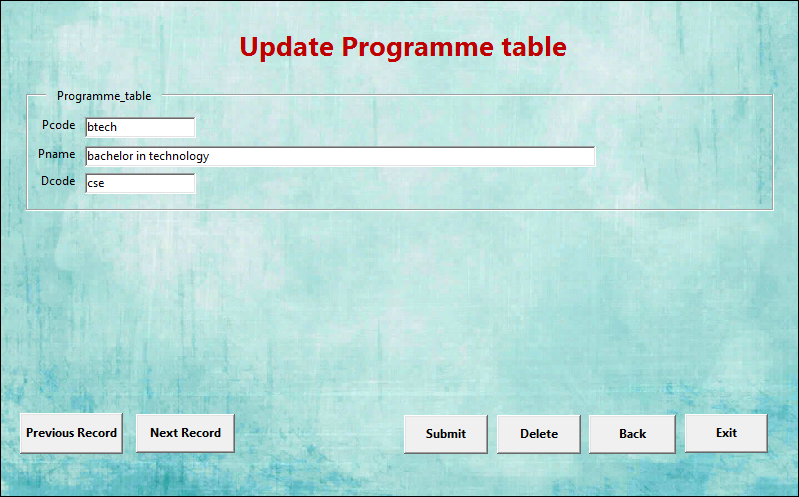 Update Programme table
Programme_table
Pcode btech
Pname bachelor in technology
Dcode cse
Previous Record Next Record Submit Delete Back Exit